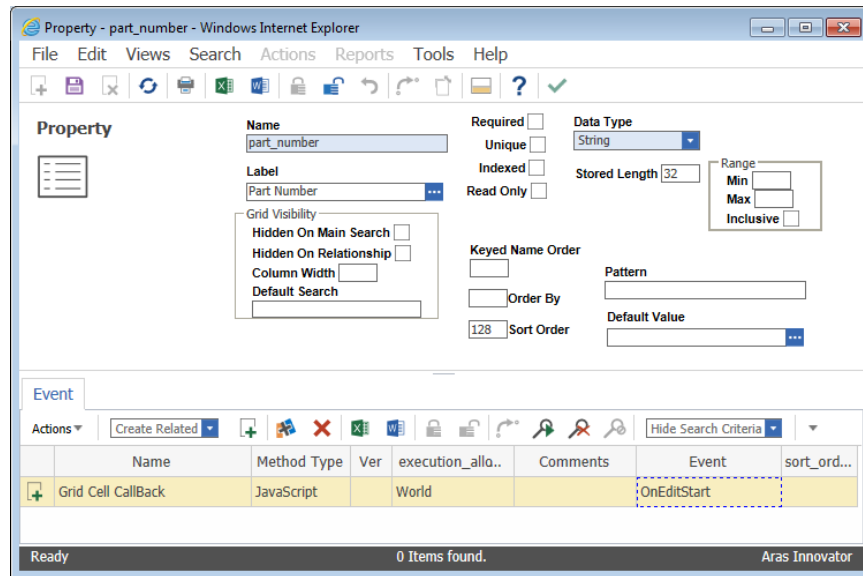 Property - part_number - Windows Internet Explorer
File Edit Views Search Actions Reports Tools Help
Property
Name
part_number
Label
Part Number
Grid Visibility
Hidden On Main Search
Hidden On Relationship
Column Width
Default Search
Required
Unique
Indexed
Read Only
Data Type
String
Stored Length 32
Range
Min
Max
Inclusive
Keyed Name Order
Order By
128 Sort Order
Pattern
Default Value
Event
Actions Create Related Hide Search Criteria
Name Method Type Ver execution_allo... Comments Event sort_ord...
Grid Cell CallBack JavaScript World OnEditStart
Ready 0 Items found. Aras Innovator